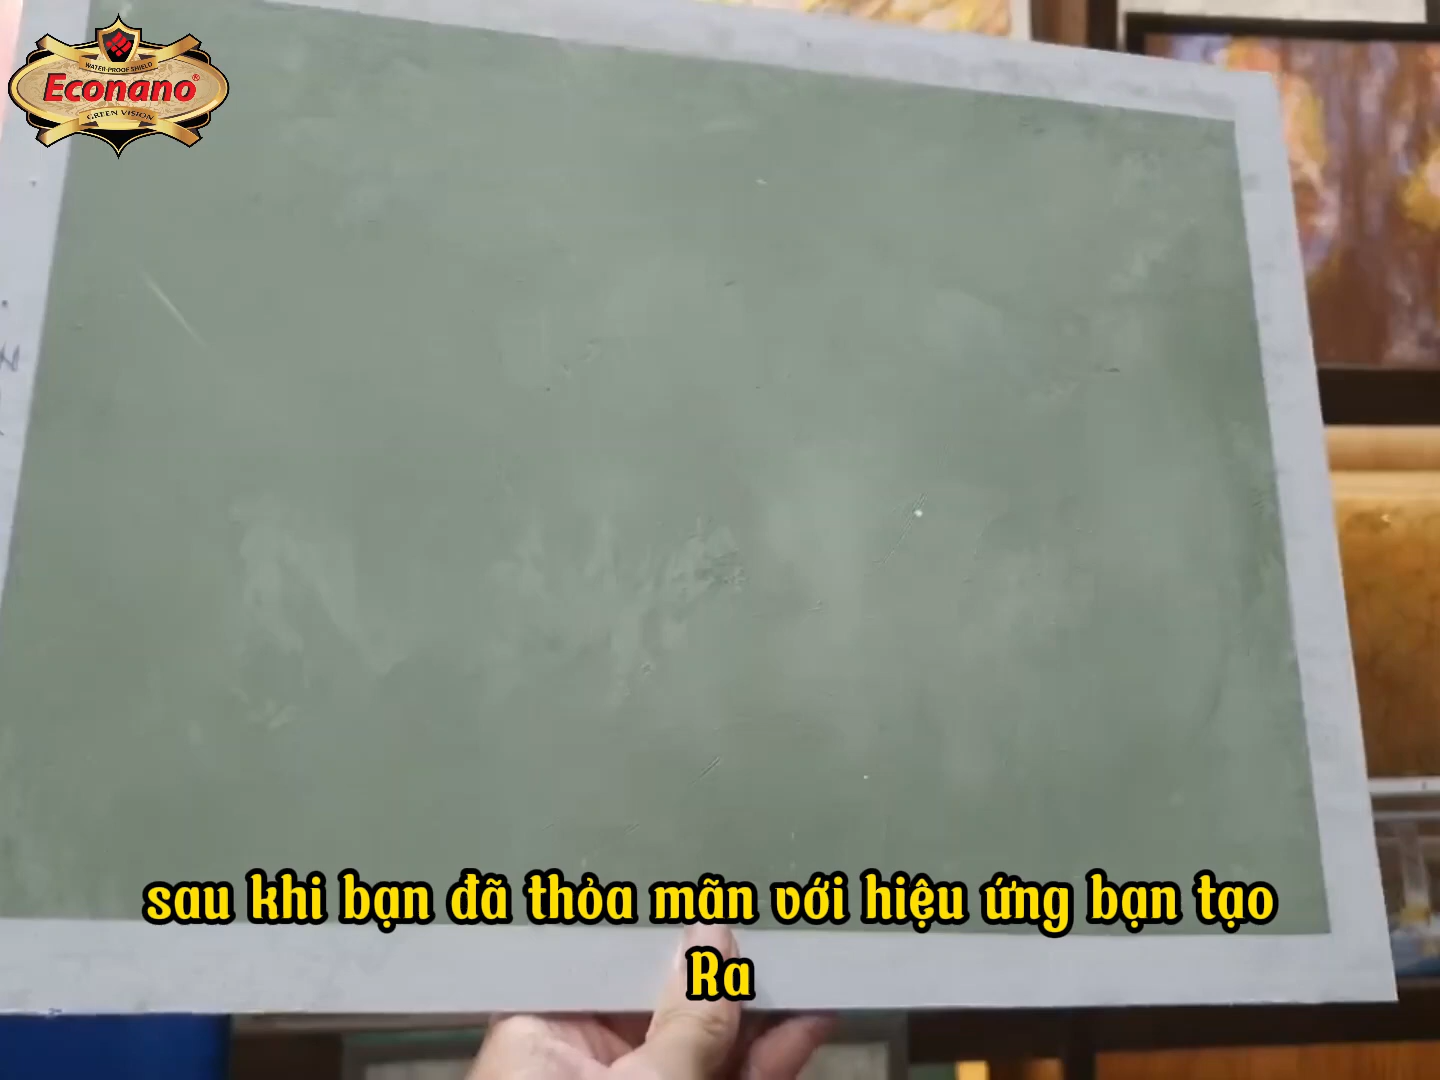 WATER-PROOF SHIELD
Econano®
GREEN VISION
sau khi bạn đã thỏa mãn với hiệu ứng bạn tạo
Ra